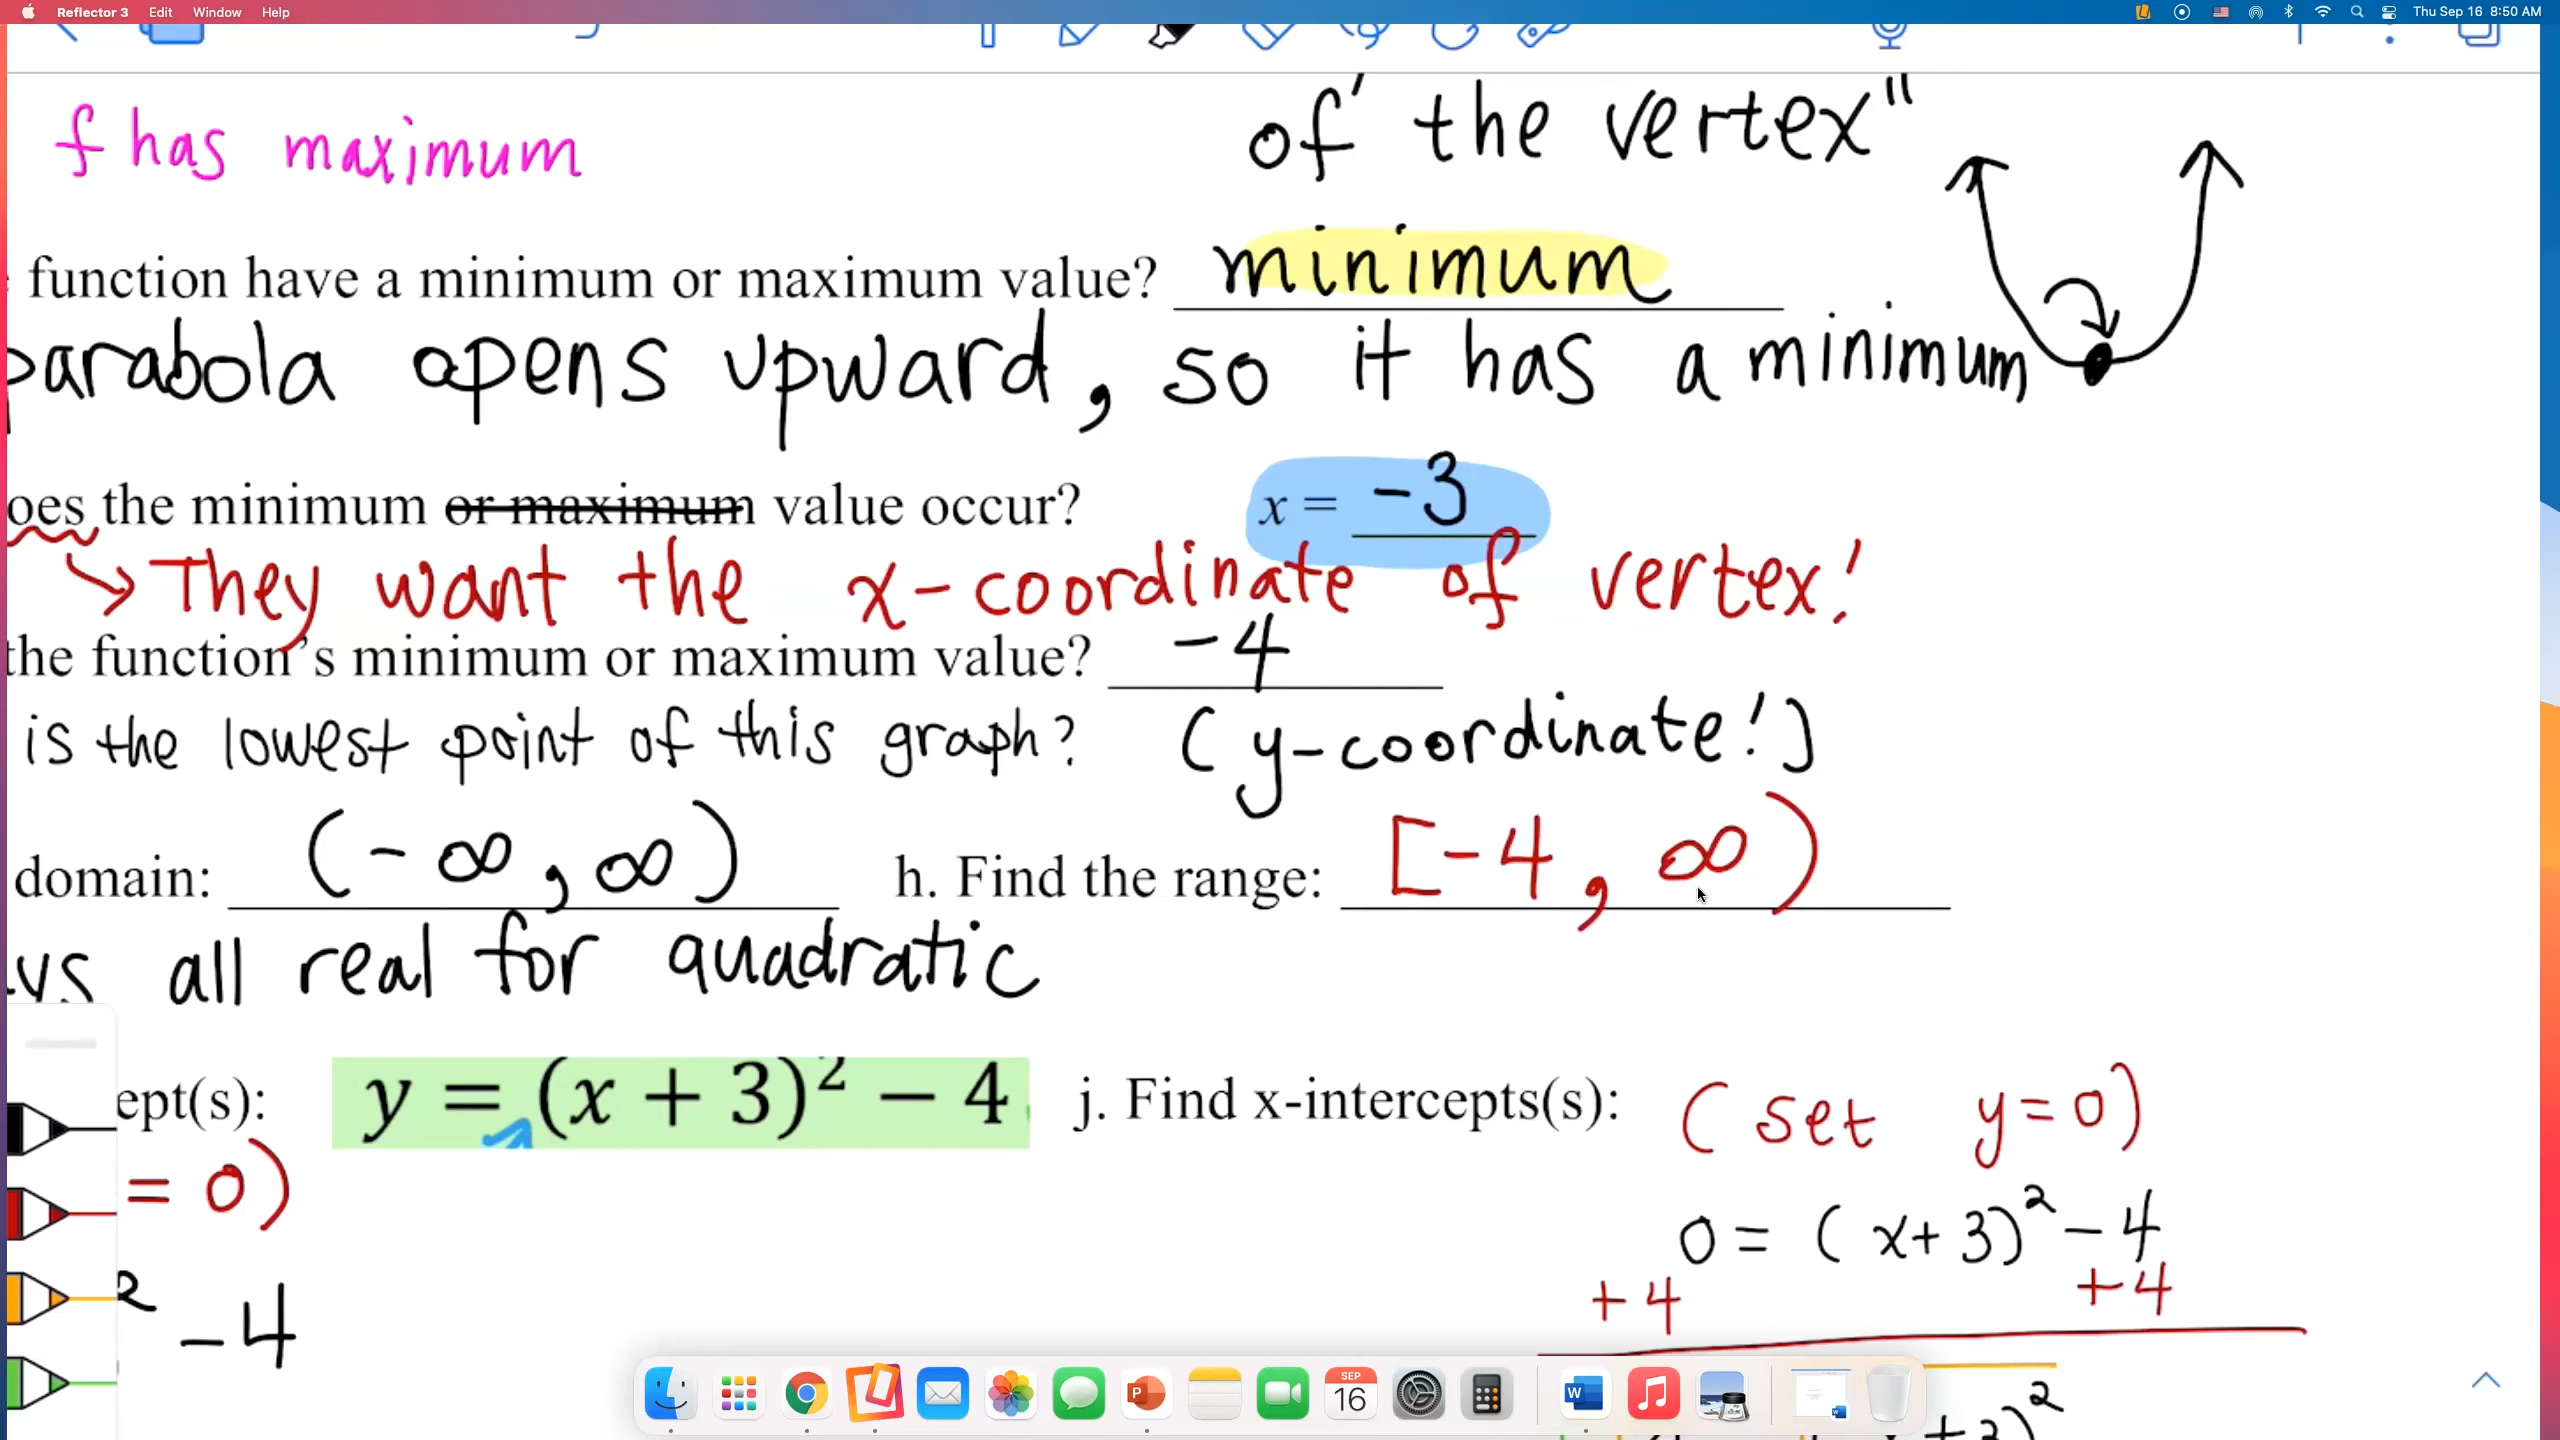 Reflector 3 Edit Window Help
Thu Sep 16 8:50 AM
of the vertex"
f has maximum
function have a minimum or maximum value? minimum
parabola opens upward, so it has a minimum
oes the minimum or maximum value occur? x = -3
They want the x-coordinate of vertex!
the function's minimum or maximum value? -4
is the lowest point of this graph? (y-coordinate!)
domain: (-∞, ∞) h. Find the range: [-4, ∞)
ys all real for quadratic
ept(s): y = (x + 3)² − 4 j. Find x-intercepts(s): (set y=0)
= 0)
0 = (x+3)² - 4
+4 +4
² -4
SEP
16